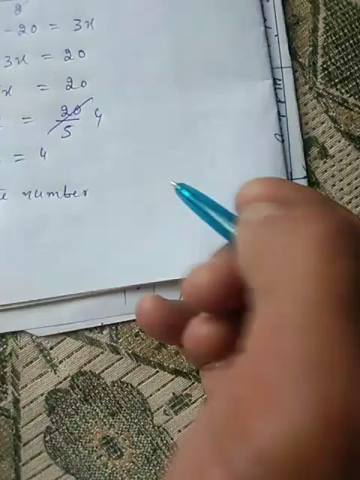 - 20 = 3x
3x = 20
x = 20
= 20/5 4
= 4
number